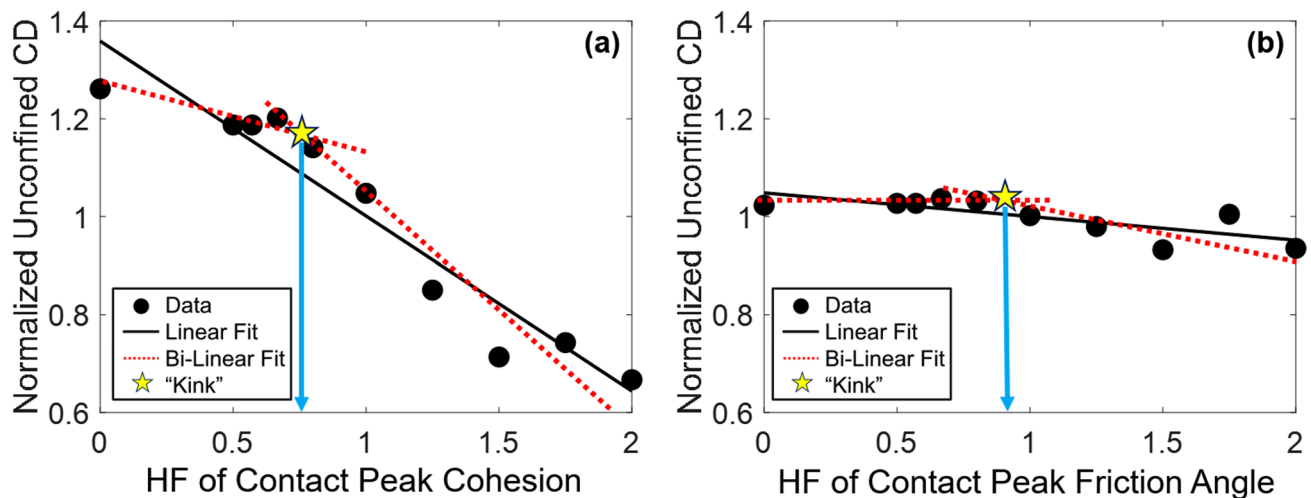 (a)
Normalized Unconfined CD
1.4
1.2
1
0.8
0.6
Data
Linear Fit
Bi-Linear Fit
“Kink”
0
0.5
1
1.5
2
HF of Contact Peak Cohesion
(b)
Normalized Unconfined CD
1.4
1.2
1
0.8
0.6
Data
Linear Fit
Bi-Linear Fit
“Kink”
0
0.5
1
1.5
2
HF of Contact Peak Friction Angle